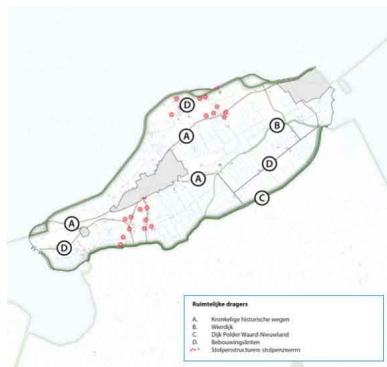 D
B
A
D
A
C
A
D
Ruimtelijke dragers
A. Kronkelige historische wegen
B. Wierdijk
C. Dijk Polder Waard-Nieuwland
D. Bebouwingslinten
Stolpenstructuren: stolpenzwerm